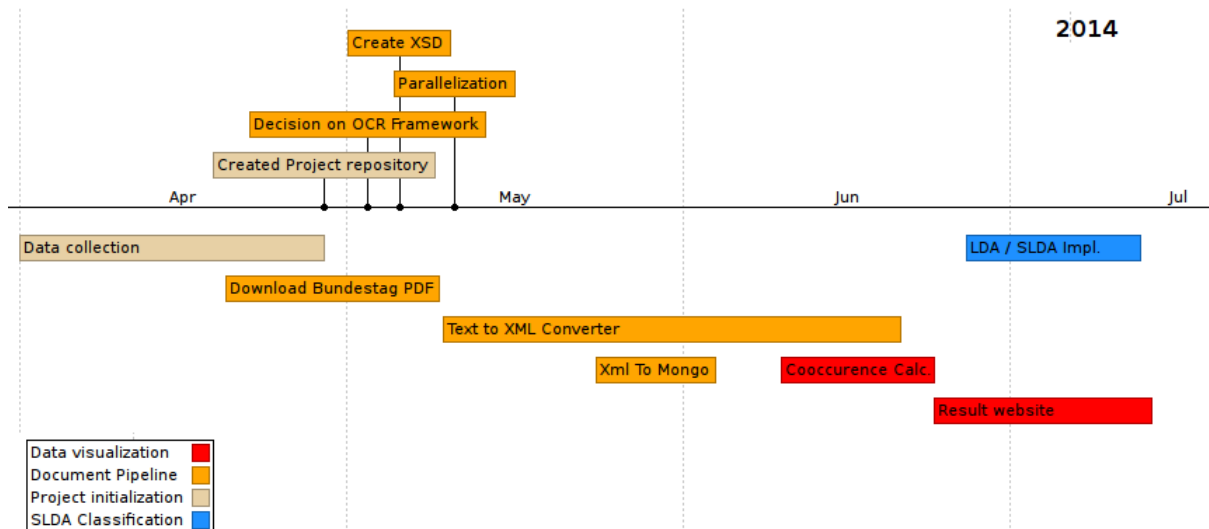 2014
Create XSD
Parallelization
Decision on OCR Framework
Created Project repository
Apr May Jun Jul
Data collection LDA / SLDA Impl.
Download Bundestag PDF
Text to XML Converter
Xml To Mongo Cooccurence Calc.
Result website
Data visualization
Document Pipeline
Project initialization
SLDA Classification